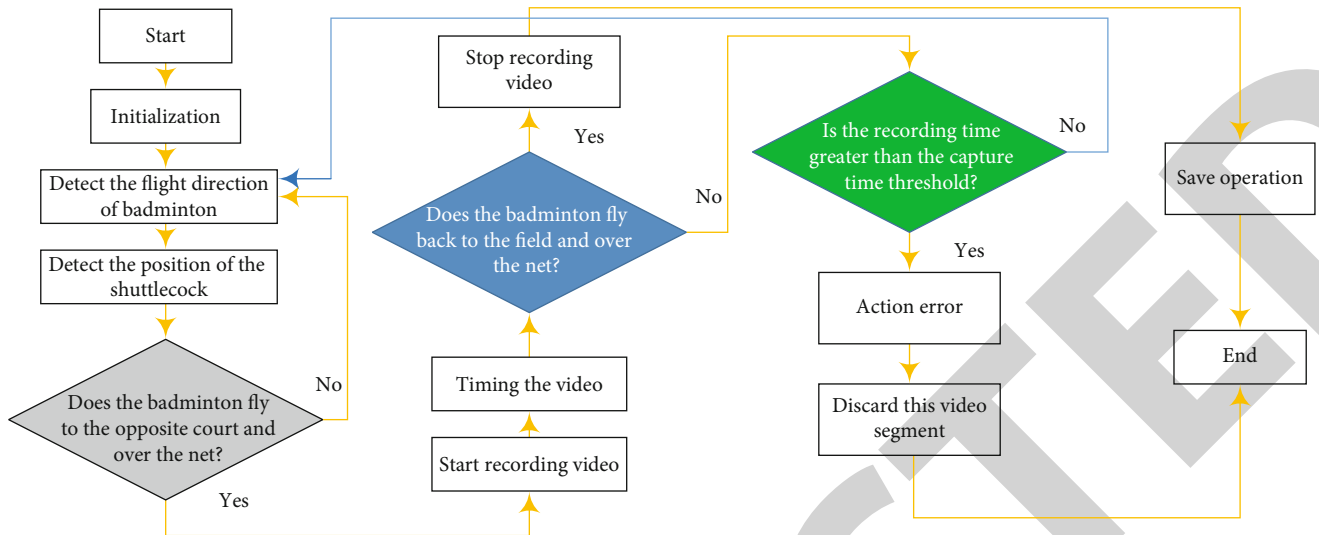 Start
Initialization
Detect the flight direction
of badminton
Detect the position of the
shuttlecock
Does the badminton fly
to the opposite court and
over the net?
No
Yes
Stop recording
video
Yes
Does the badminton fly
back to the field and over
the net?
No
Timing the video
Start recording video
Is the recording time
greater than the capture
time threshold?
No
Yes
Action error
Discard this video
segment
Save operation
End